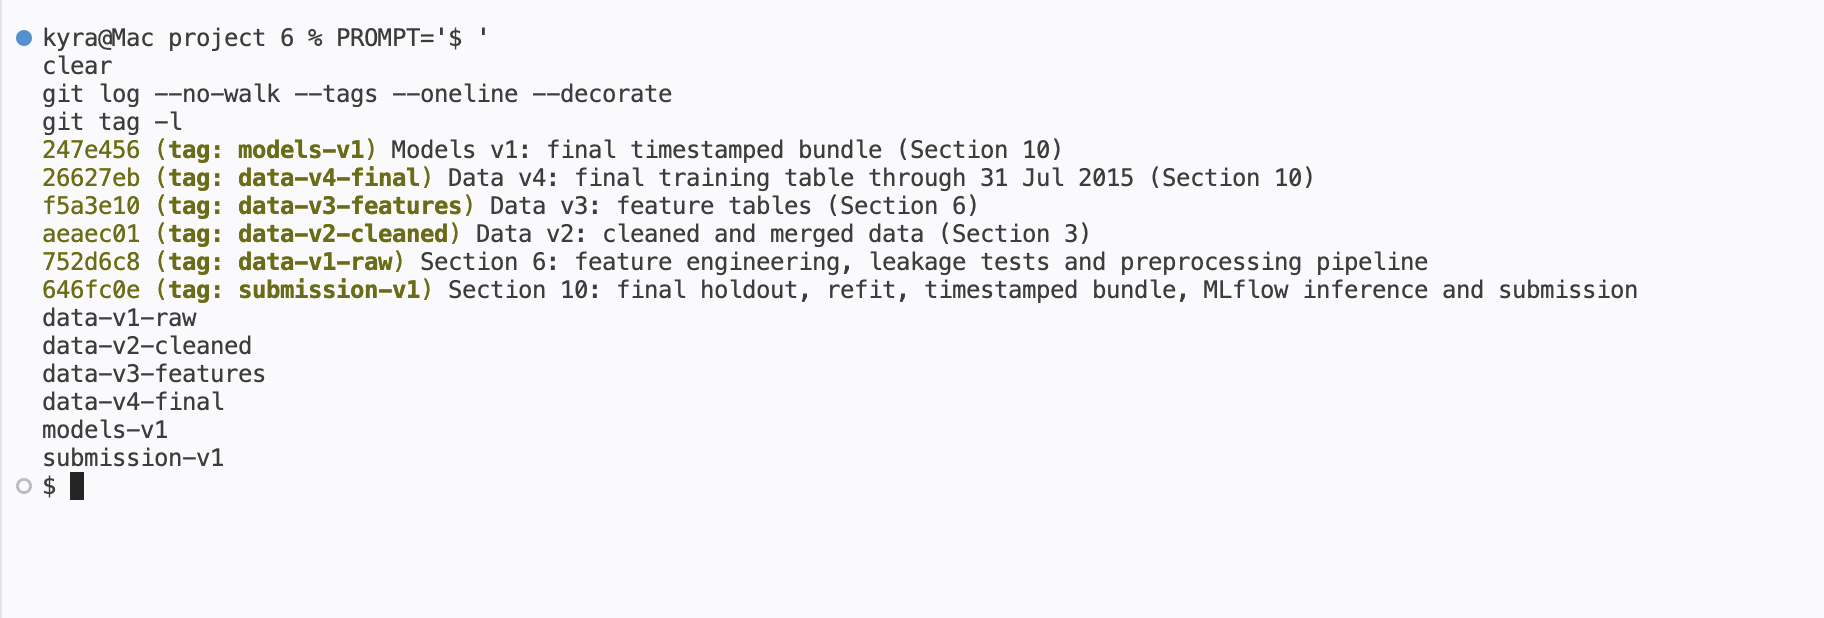 kyra@Mac project 6 % PROMPT='$ '
clear
git log --no-walk --tags --oneline --decorate
git tag -l
247e456 (tag: models-v1) Models v1: final timestamped bundle (Section 10)
26627eb (tag: data-v4-final) Data v4: final training table through 31 Jul 2015 (Section 10)
f5a3e10 (tag: data-v3-features) Data v3: feature tables (Section 6)
aeaec01 (tag: data-v2-cleaned) Data v2: cleaned and merged data (Section 3)
752d6c8 (tag: data-v1-raw) Section 6: feature engineering, leakage tests and preprocessing pipeline
646fc0e (tag: submission-v1) Section 10: final holdout, refit, timestamped bundle, MLflow inference and submission
data-v1-raw
data-v2-cleaned
data-v3-features
data-v4-final
models-v1
submission-v1
$